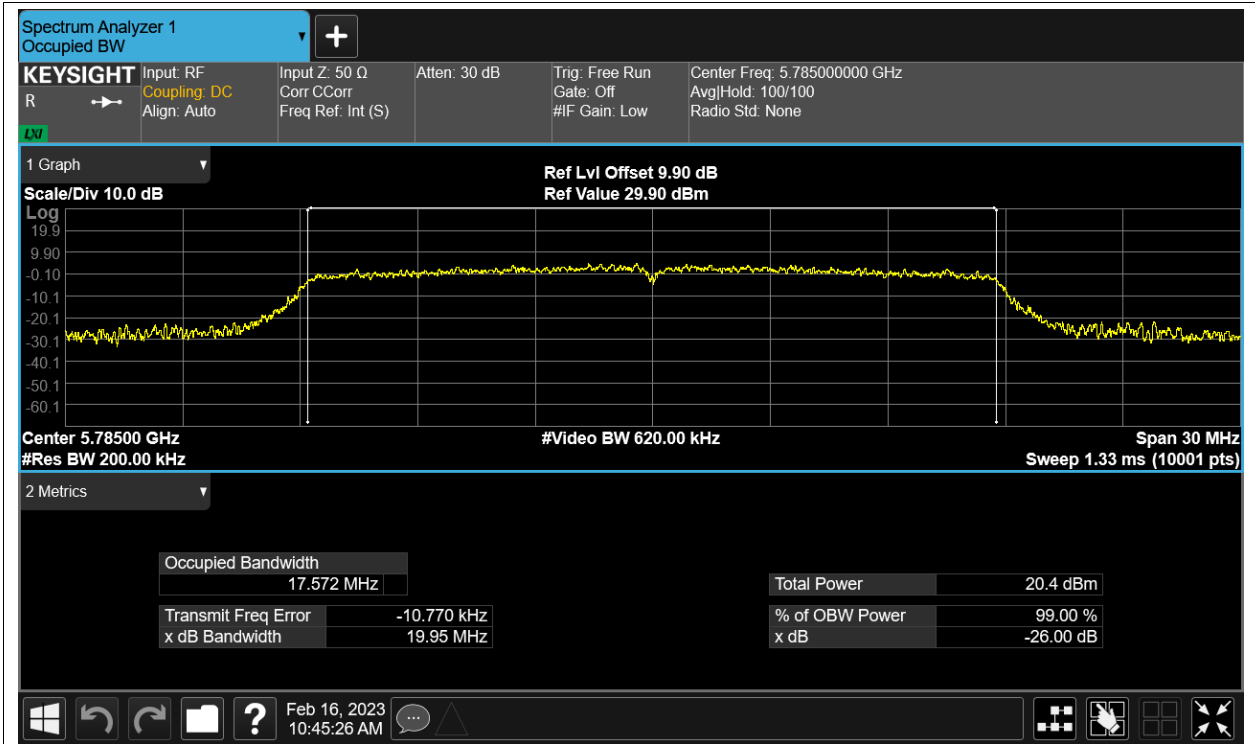 Spectrum Analyzer 1
Occupied BW
KEYSIGHT
R
LXI
Input: RF
Coupling: DC
Align: Auto
Input Z: 50 Ω
Corr CCorr
Freq Ref: Int (S)
Atten: 30 dB
Trig: Free Run
Gate: Off
#IF Gain: Low
Center Freq: 5.785000000 GHz
Avg|Hold: 100/100
Radio Std: None
1 Graph
Scale/Div 10.0 dB
Ref Lvl Offset 9.90 dB
Ref Value 29.90 dBm
Log
19.9
9.90
-0.10
-10.1
-20.1
-30.1
-40.1
-50.1
-60.1
Center 5.78500 GHz
#Video BW 620.00 kHz
Span 30 MHz
#Res BW 200.00 kHz
Sweep 1.33 ms (10001 pts)
2 Metrics
Occupied Bandwidth
17.572 MHz
Transmit Freq Error -10.770 kHz
x dB Bandwidth 19.95 MHz
Total Power 20.4 dBm
% of OBW Power 99.00 %
x dB -26.00 dB
Feb 16, 2023
10:45:26 AM